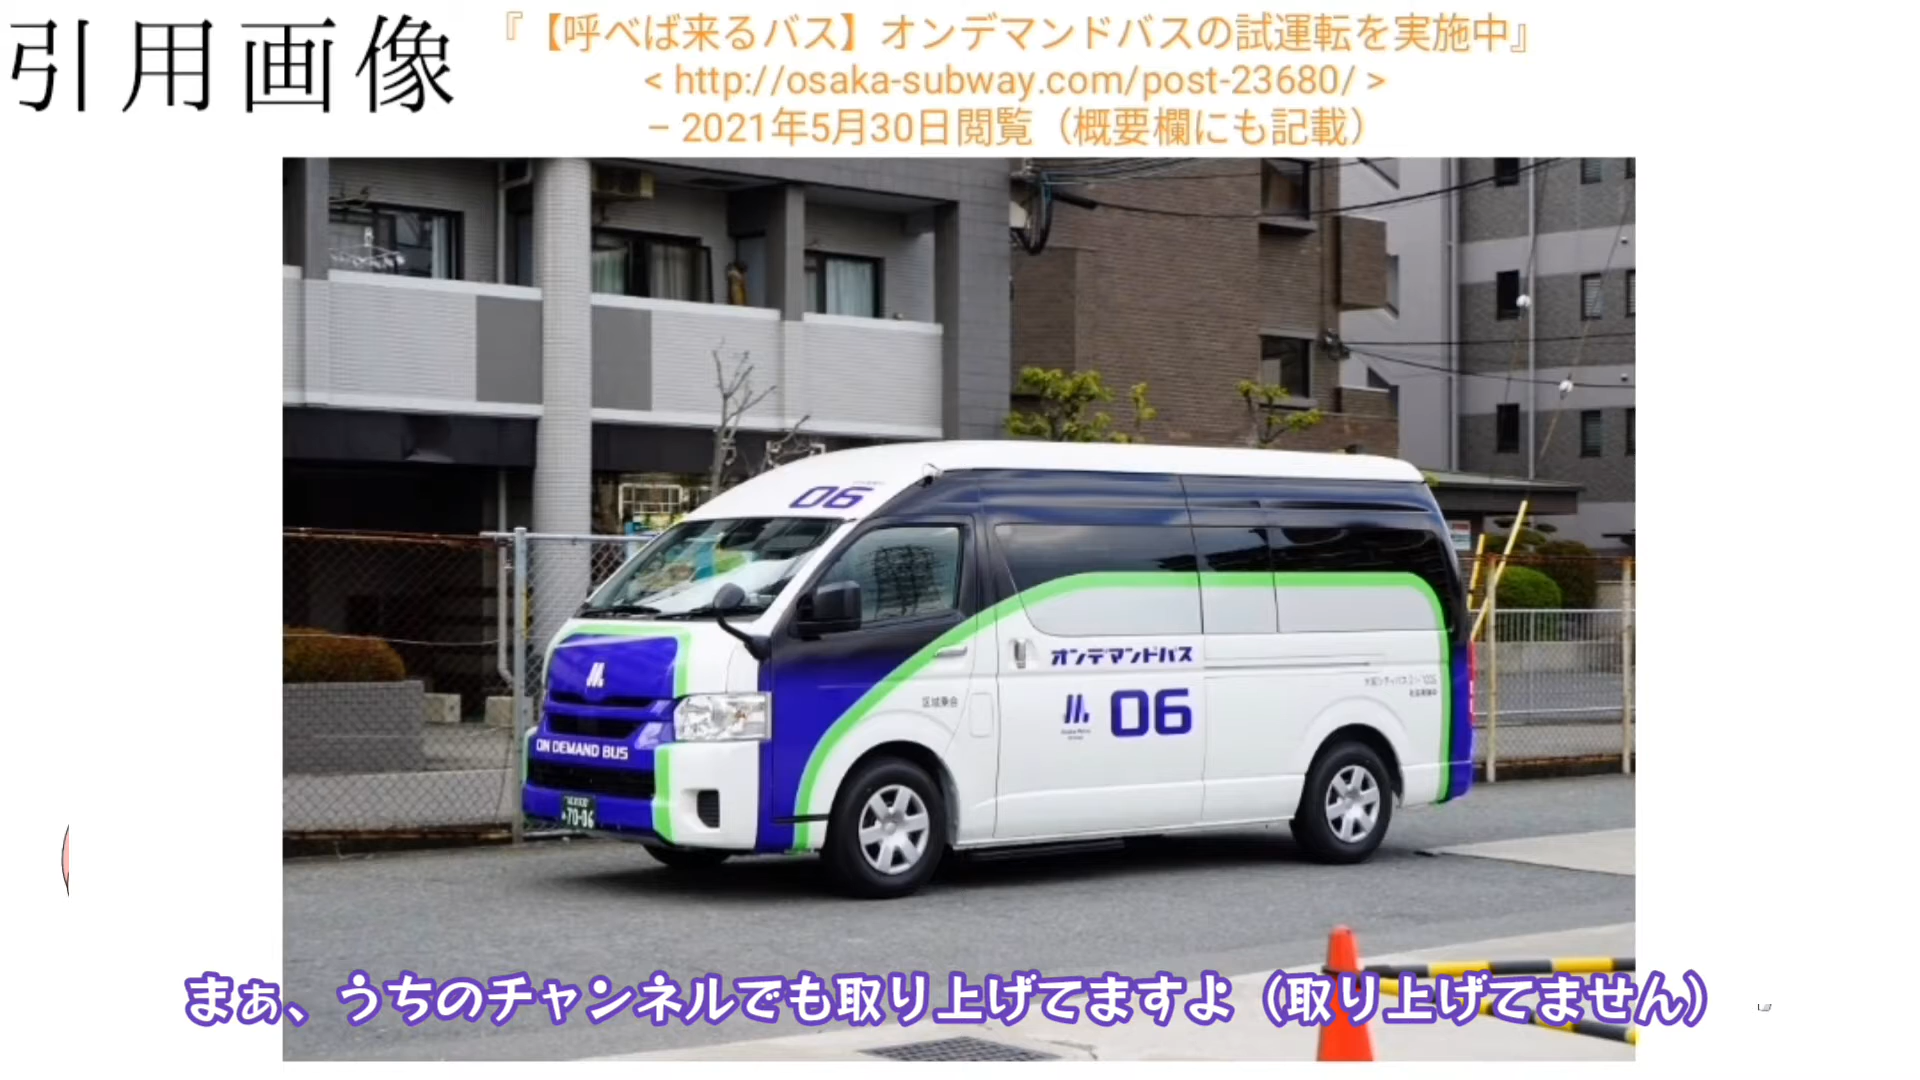 引用画像
『【呼べば来るバス】オンデマンドバスの試運転を実施中』
< http://osaka-subway.com/post-23680/ >
– 2021年5月30日閲覧（概要欄にも記載）
06
オンデマンドバス
区域乗合
06
ON DEMAND BUS
70-06
まぁ、うちのチャンネルでも取り上げてますよ（取り上げてません）